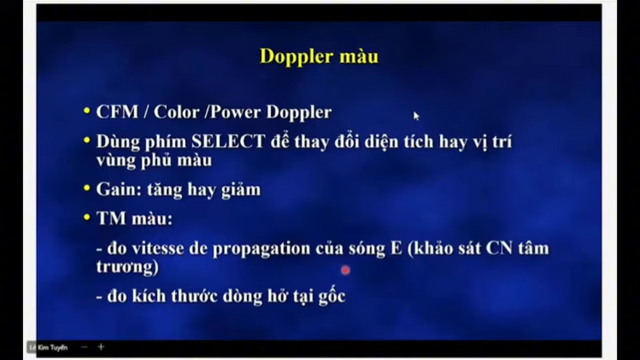 Doppler màu
• CFM / Color /Power Doppler
• Dùng phím SELECT để thay đổi diện tích hay vị trí
vùng phủ màu
• Gain: tăng hay giảm
• TM màu:
- đo vitesse de propagation của sóng E (khảo sát CN tâm
trương)
- đo kích thước dòng hở tại gốc
Lê Kim Tuyến